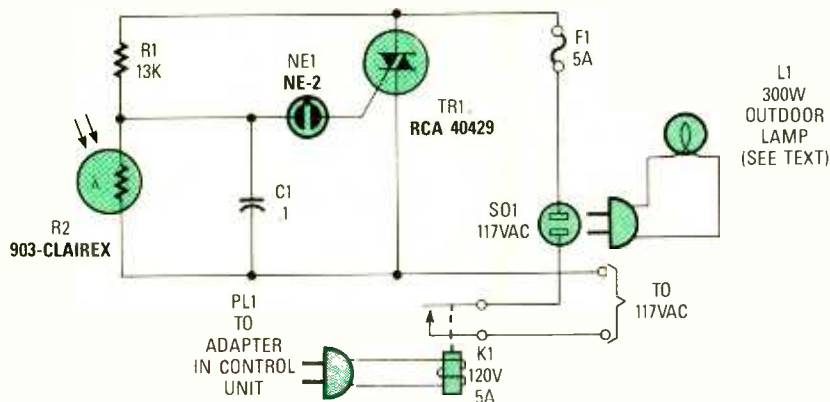 R1
13K
NE1
NE-2
TR1
RCA 40429
F1
5A
L1
300W
OUTDOOR
LAMP
(SEE TEXT)
λ
R2
903-CLAIREX
C1
.1
SO1
117VAC
PL1
TO
ADAPTER
IN CONTROL
UNIT
K1
120V
5A
TO
117VAC